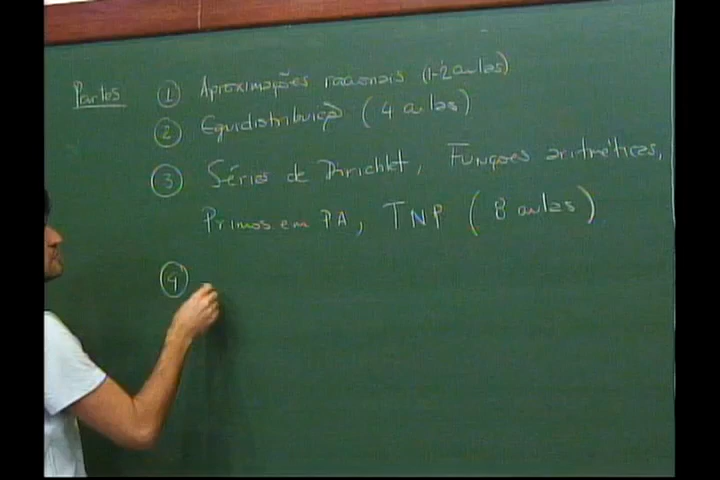 Partes ① Aproximações racionais (1-2 aulas)
② Equidistribuiçã (4 aulas)
③ Séries de Dirichlet, Funções aritméticas,
Primos em PA, TNP (8 aulas)
④